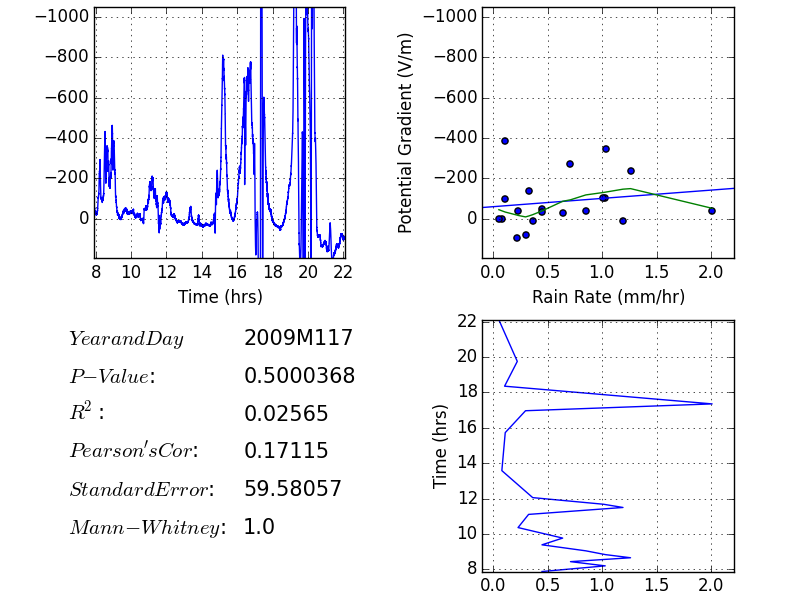 −1000
−800
−600
−400
−200
0
8 10 12 14 16 18 20 22
Time (hrs)
Potential Gradient (V/m)
−1000
−800
−600
−400
−200
0
0.0 0.5 1.0 1.5 2.0
Rain Rate (mm/hr)
YearandDay 2009M117
P−Value: 0.5000368
R² : 0.02565
Pearson'sCor: 0.17115
StandardError: 59.58057
Mann−Whitney: 1.0
Time (hrs)
22
20
18
16
14
12
10
8
0.0 0.5 1.0 1.5 2.0